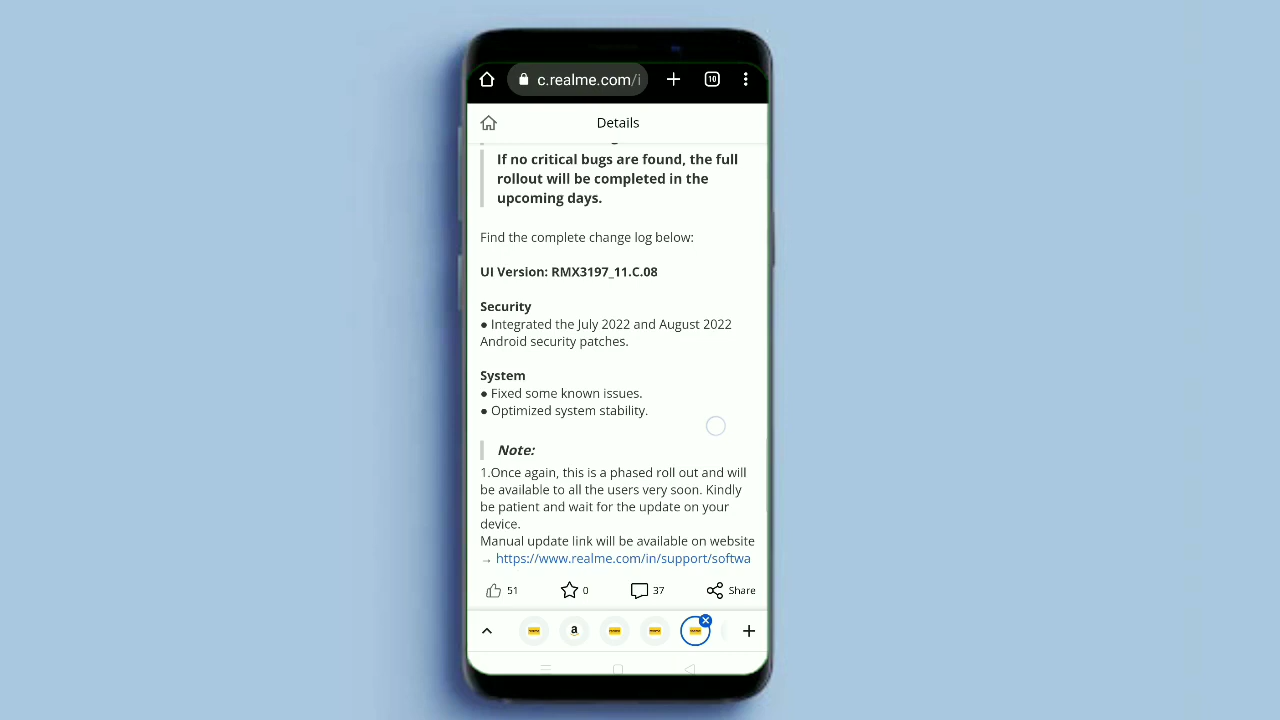 c.realme.com/i
10
Details
If no critical bugs are found, the full
rollout will be completed in the
upcoming days.
Find the complete change log below:
UI Version: RMX3197_11.C.08
Security
● Integrated the July 2022 and August 2022
Android security patches.
System
● Fixed some known issues.
● Optimized system stability.
Note:
1.Once again, this is a phased roll out and will
be available to all the users very soon. Kindly
be patient and wait for the update on your
device.
Manual update link will be available on website
→ https://www.realme.com/in/support/softwa
51
0
37
Share
a